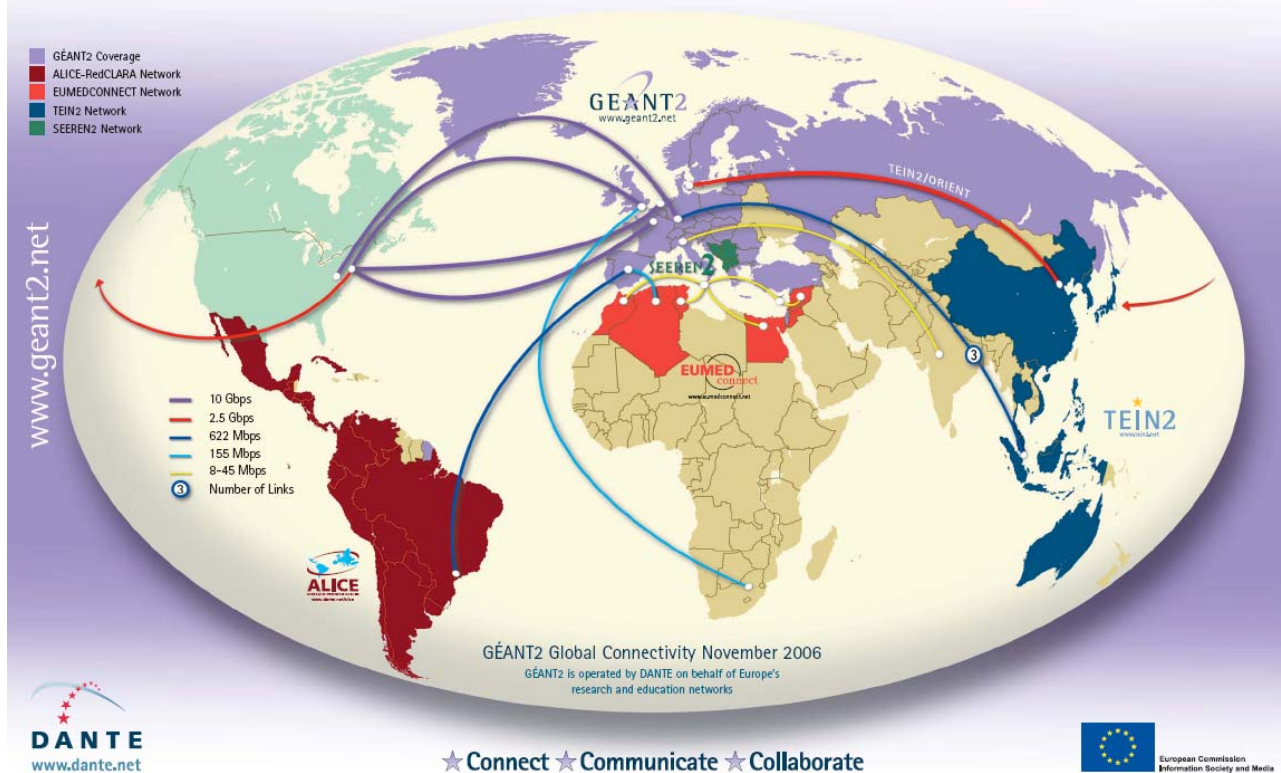 GÉANT2 Coverage
ALICE-RedCLARA Network
EUMEDCONNECT Network
TEIN2 Network
SEEREN2 Network
GEANT2
www.geant2.net
TEIN2/ORIENT
www.geant2.net
SEEREN2
EUMED
connect
www.eumedconnect.net
3
10 Gbps
2.5 Gbps
622 Mbps
155 Mbps
8-45 Mbps
3 Number of Links
TEIN2
ALICE
GÉANT2 Global Connectivity November 2006
GÉANT2 is operated by DANTE on behalf of Europe's
research and education networks
DANTE
www.dante.net
Connect Communicate Collaborate
European Commission
Information Society and Media